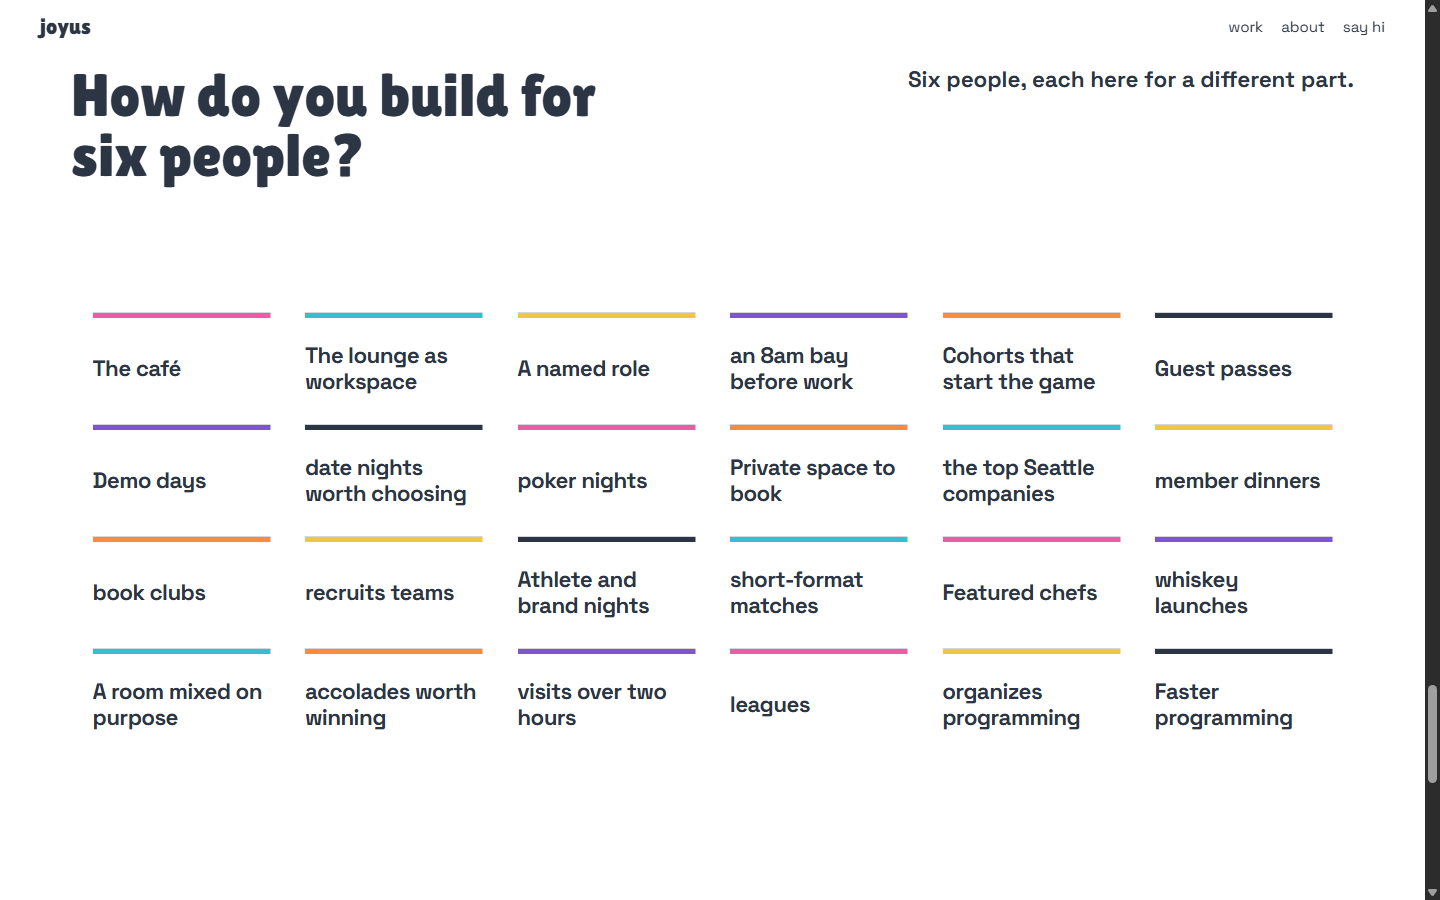 joyus
work about say hi
How do you build for
six people?
Six people, each here for a different part.
The café
The lounge as
workspace
A named role
an 8am bay
before work
Cohorts that
start the game
Guest passes
Demo days
date nights
worth choosing
poker nights
Private space to
book
the top Seattle
companies
member dinners
book clubs
recruits teams
Athlete and
brand nights
short-format
matches
Featured chefs
whiskey
launches
A room mixed on
purpose
accolades worth
winning
visits over two
hours
leagues
organizes
programming
Faster
programming